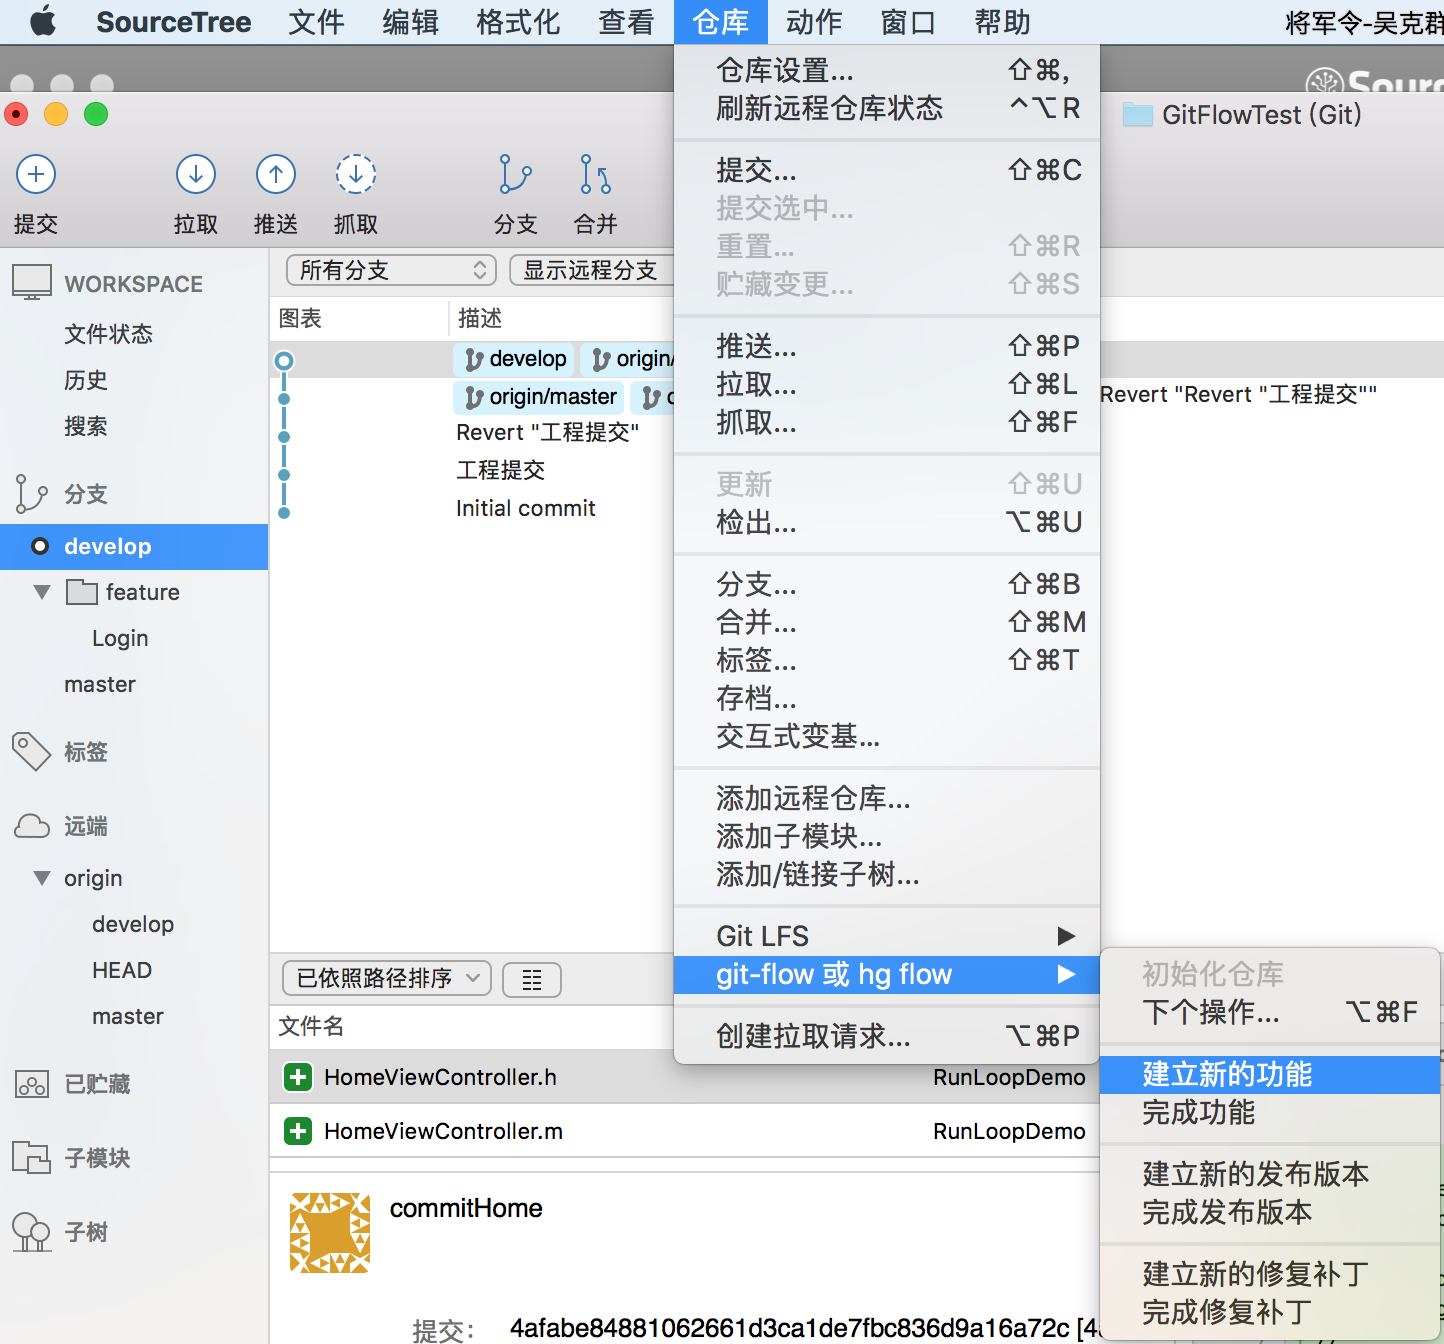 SourceTree 文件 编辑 格式化 查看 仓库 动作 窗口 帮助 将军令-吴克群
GitFlowTest (Git)
提交 拉取 推送 抓取 分支 合并
WORKSPACE
文件状态
历史
搜索
分支
develop
feature
Login
master
标签
远端
origin
develop
HEAD
master
已贮藏
子模块
子树
所有分支 显示远程分支
图表 描述
develop origin/
origin/master Revert "Revert "工程提交""
Revert "工程提交"
工程提交
Initial commit
已依照路径排序
文件名
HomeViewController.h RunLoopDemo
HomeViewController.m RunLoopDemo
commitHome
提交: 4afabe84881062661d3ca1de7fbc836d9a16a72c [4a
仓库设置... ⇧⌘,
刷新远程仓库状态 ^⌥R
提交... ⇧⌘C
提交选中...
重置... ⇧⌘R
贮藏变更... ⇧⌘S
推送... ⇧⌘P
拉取... ⇧⌘L
抓取... ⇧⌘F
更新 ⇧⌘U
检出... ⌥⌘U
分支... ⇧⌘B
合并... ⇧⌘M
标签... ⇧⌘T
存档...
交互式变基...
添加远程仓库...
添加子模块...
添加/链接子树...
Git LFS
git-flow 或 hg flow
创建拉取请求... ⌥⌘P
初始化仓库
下个操作... ⌥⌘F
建立新的功能
完成功能
建立新的发布版本
完成发布版本
建立新的修复补丁
完成修复补丁